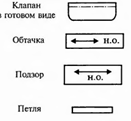 Клапан
в готовом виде
Обтачка
н.о.
Подзор
н.о.
Петля